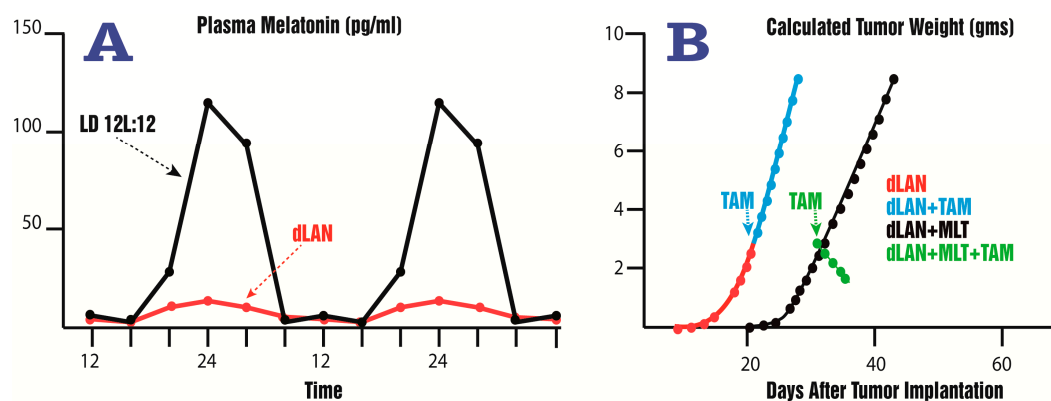 A
Plasma Melatonin (pg/ml)
150
100
50
LD 12L:12
dLAN
12
24
12
24
Time
B
Calculated Tumor Weight (gms)
10
8
6
4
2
TAM
TAM
dLAN
dLAN+TAM
dLAN+MLT
dLAN+MLT+TAM
20
40
60
Days After Tumor Implantation